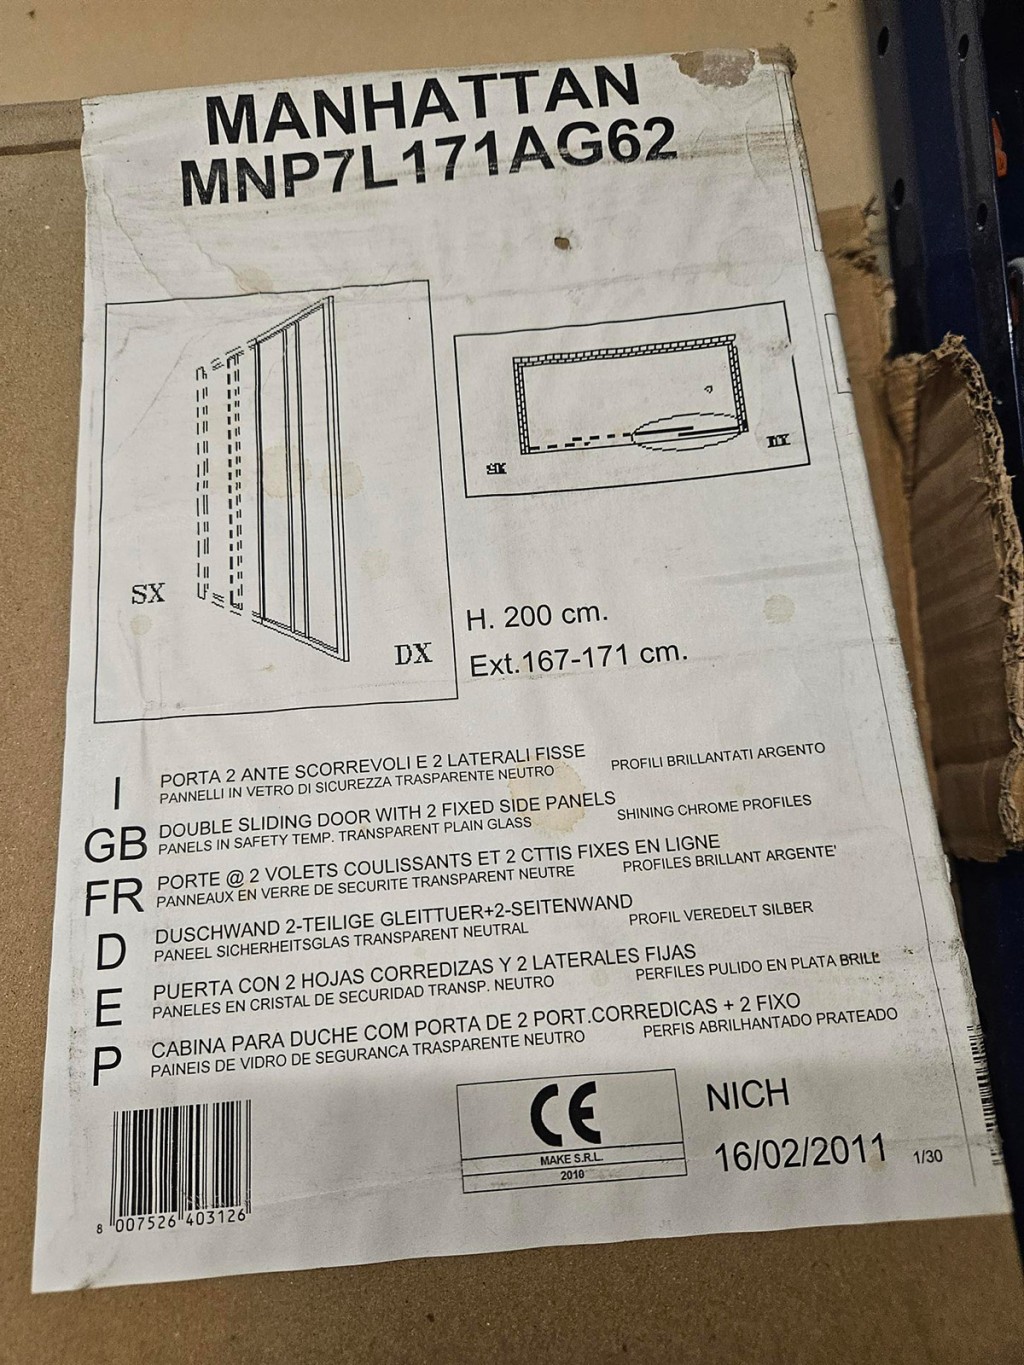 MANHATTAN
MNP7L171AG62
SX
DX
SX
DX
H. 200 cm.
Ext.167-171 cm.
I
PORTA 2 ANTE SCORREVOLI E 2 LATERALI FISSE
PANNELLI IN VETRO DI SICUREZZA TRASPARENTE NEUTRO PROFILI BRILLANTATI ARGENTO
GB
DOUBLE SLIDING DOOR WITH 2 FIXED SIDE PANELS
PANELS IN SAFETY TEMP. TRANSPARENT PLAIN GLASS SHINING CHROME PROFILES
FR
PORTE @ 2 VOLETS COULISSANTS ET 2 CTTIS FIXES EN LIGNE
PANNEAUX EN VERRE DE SECURITE TRANSPARENT NEUTRE PROFILES BRILLANT ARGENTE'
D
DUSCHWAND 2-TEILIGE GLEITTUER+2-SEITENWAND
PANEEL SICHERHEITSGLAS TRANSPARENT NEUTRAL PROFIL VEREDELT SILBER
E
PUERTA CON 2 HOJAS CORREDIZAS Y 2 LATERALES FIJAS
PANELES EN CRISTAL DE SEGURIDAD TRANSP. NEUTRO PERFILES PULIDO EN PLATA BRILL
P
CABINA PARA DUCHE COM PORTA DE 2 PORT.CORREDICAS + 2 FIXO
PAINEIS DE VIDRO DE SEGURANCA TRASPARENTE NEUTRO PERFIS ABRILHANTADO PRATEADO
CE
MAKE S.R.L.
2010
NICH
16/02/2011 1/30
8 007526 403126